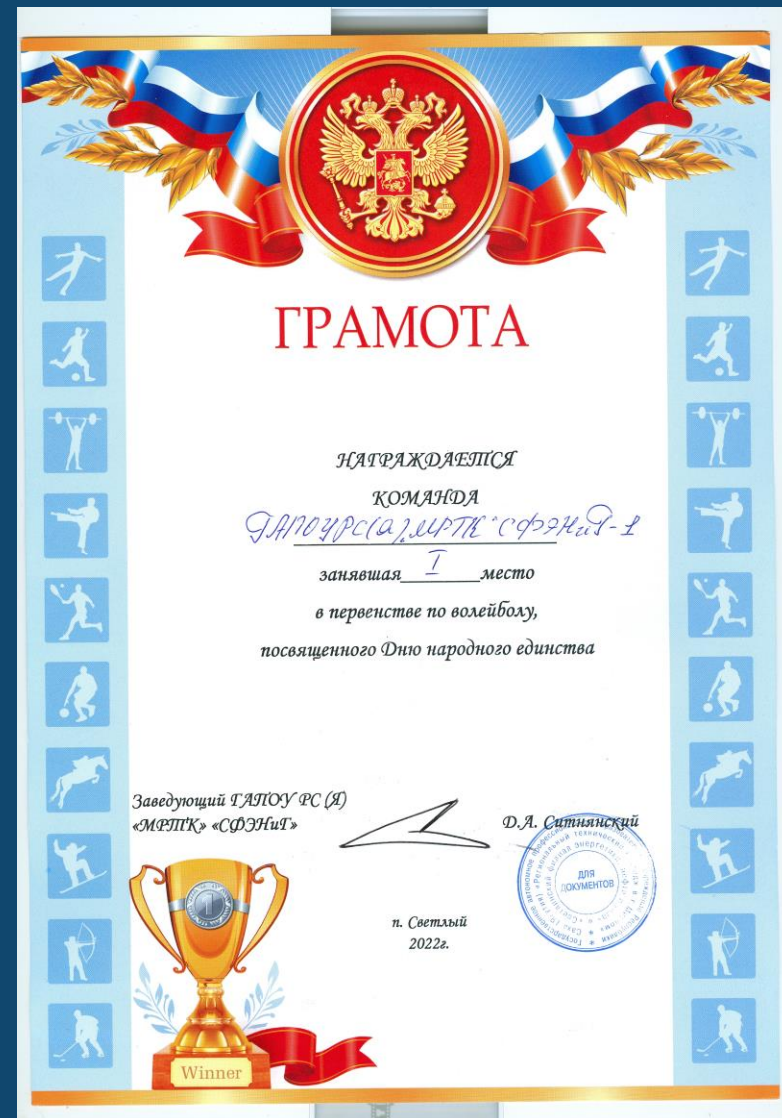 ГРАМОТА
НАГРАЖДАЕТСЯ
КОМАНДА
ГАПОУ РС(Я) "МРТК" СФЭНиГ-1
занявшая I место
в первенстве по волейболу,
посвященного Дню народного единства
Заведующий ГАПОУ РС (Я)
«МРТК» «СФЭНиГ»
Д.А. Ситнянский
ДЛЯ
ДОКУМЕНТОВ
п. Светлый
2022г.
1
Winner